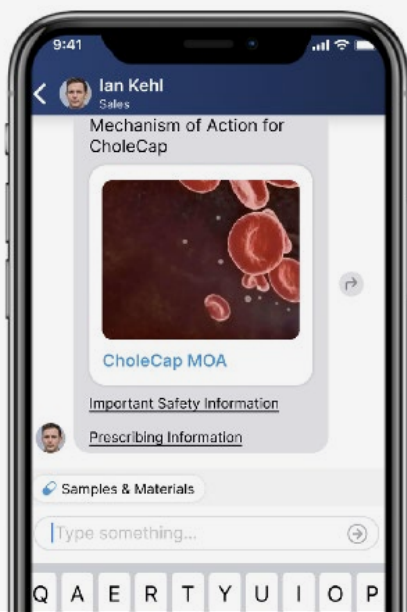 9:41
Ian Kehl
Sales
Mechanism of Action for
CholeCap
CholeCap MOA
Important Safety Information
Prescribing Information
Samples & Materials
Type something...
Q A E R T Y U I O P